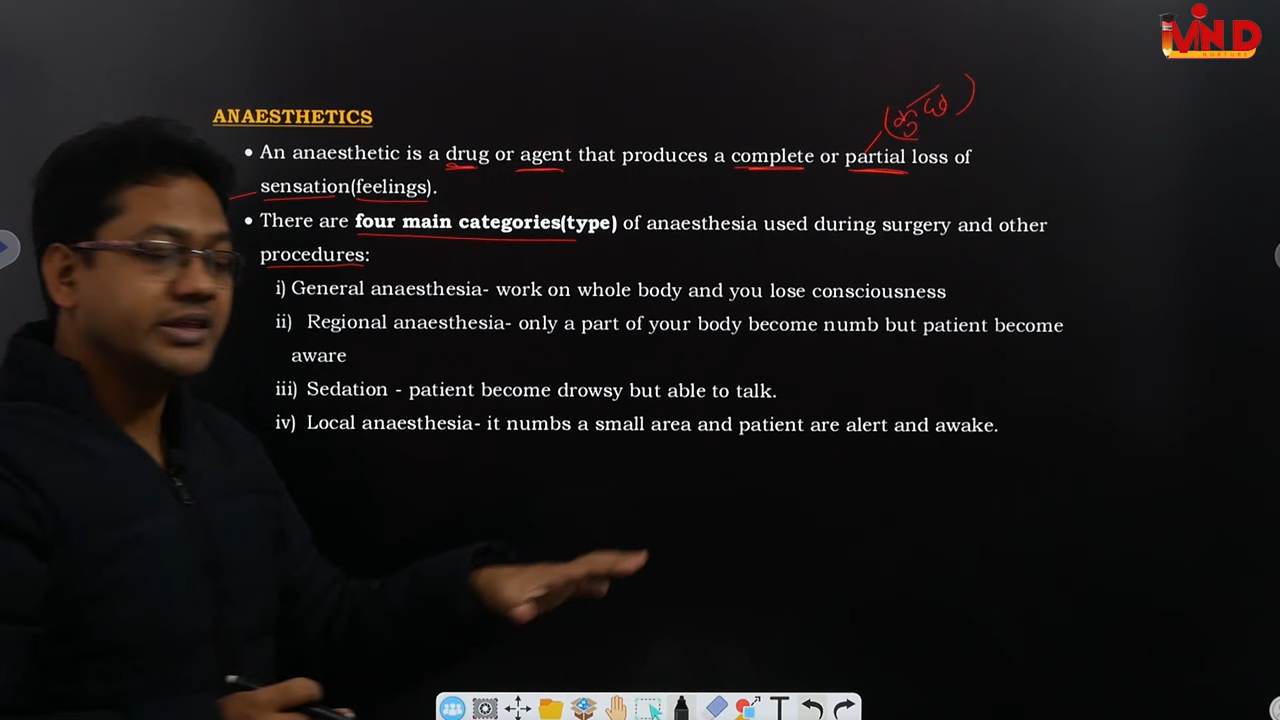 MIND
NURTURE
ANAESTHETICS
• An anaesthetic is a drug or agent that produces a complete or partial loss of
sensation(feelings).
• There are four main categories(type) of anaesthesia used during surgery and other
procedures:
i) General anaesthesia- work on whole body and you lose consciousness
ii) Regional anaesthesia- only a part of your body become numb but patient become
aware
iii) Sedation - patient become drowsy but able to talk.
iv) Local anaesthesia- it numbs a small area and patient are alert and awake.